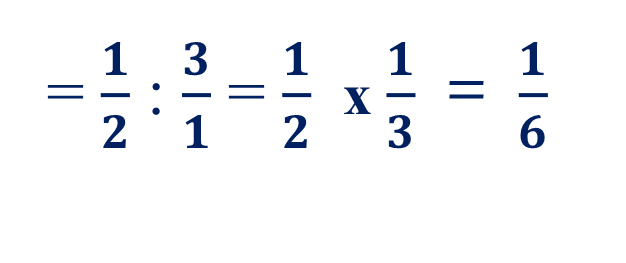 = 1/2 : 3/1 = 1/2 x 1/3 = 1/6